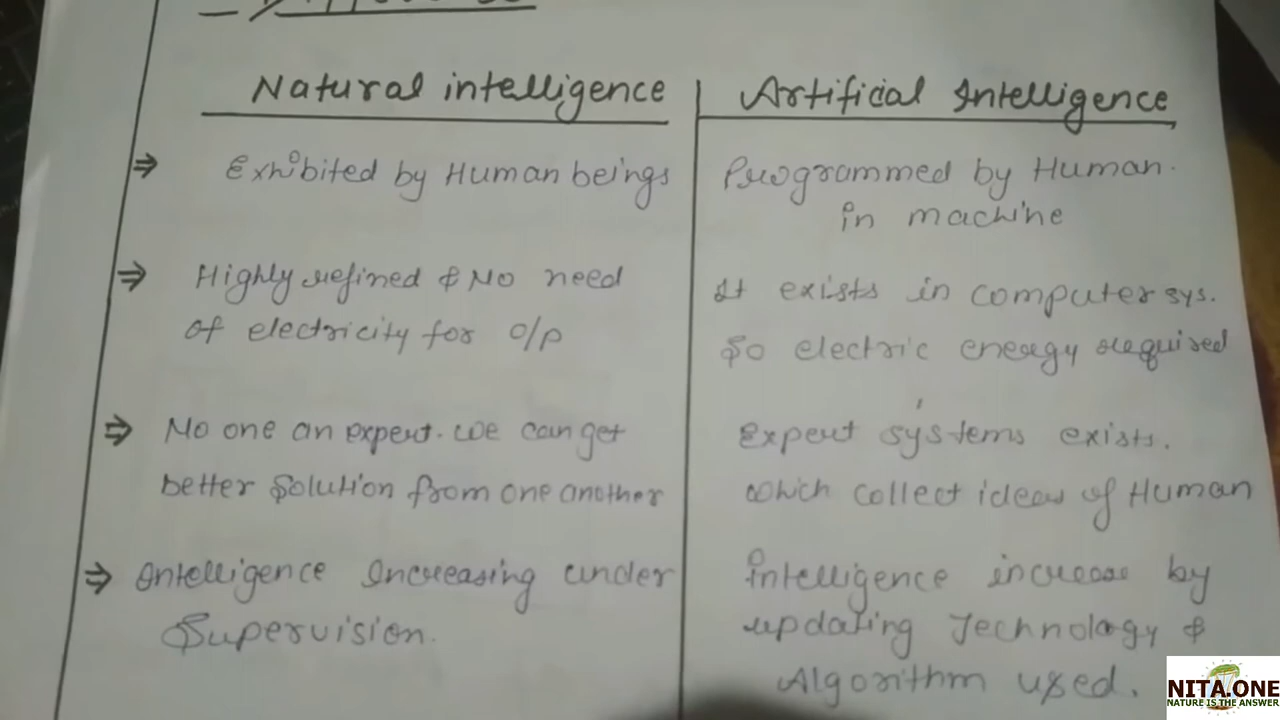 Natural intelligence
Artificial Intelligence
⇒ Exhibited by Human beings
Programmed by Human.
in machine
⇒ Highly refined & No need
of electricity for O/P
It exists in computer sys.
So electric energy required
⇒ No one an expert. We can get
better Solution from one another
Expert systems exists.
Which collect ideas of Human
⇒ Intelligence Increasing under
Supervision.
intelligence increase by
updating Technology &
Algorithm used.
NITA.ONE
NATURE IS THE ANSWER